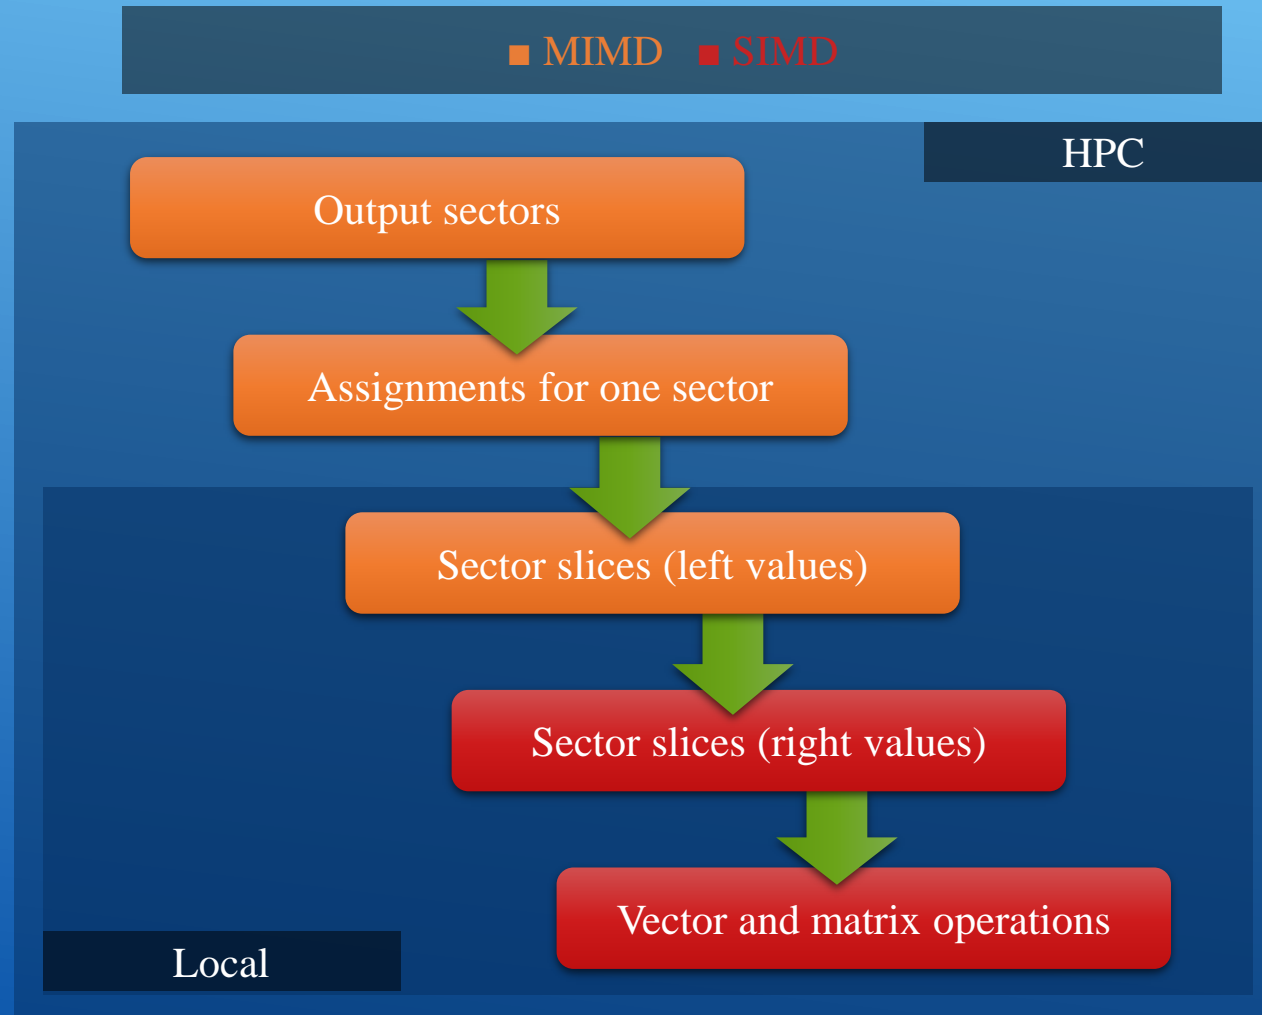 ■ MIMD ■ SIMD
HPC
Output sectors
Assignments for one sector
Sector slices (left values)
Sector slices (right values)
Vector and matrix operations
Local